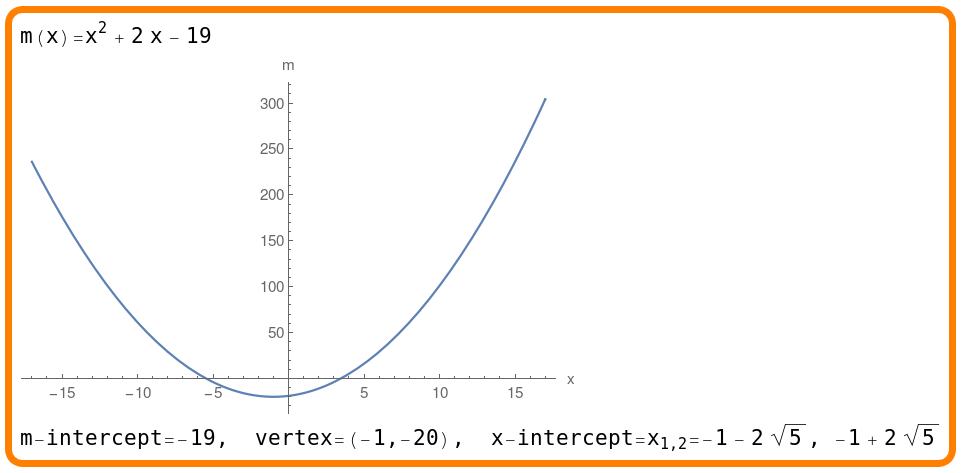 m(x)=x² + 2 x − 19
m
300
250
200
150
100
50
−15 −10 −5 5 10 15 x
m−intercept=−19, vertex=(−1,−20), x−intercept=x₁,₂=−1 − 2 √5, −1 + 2 √5